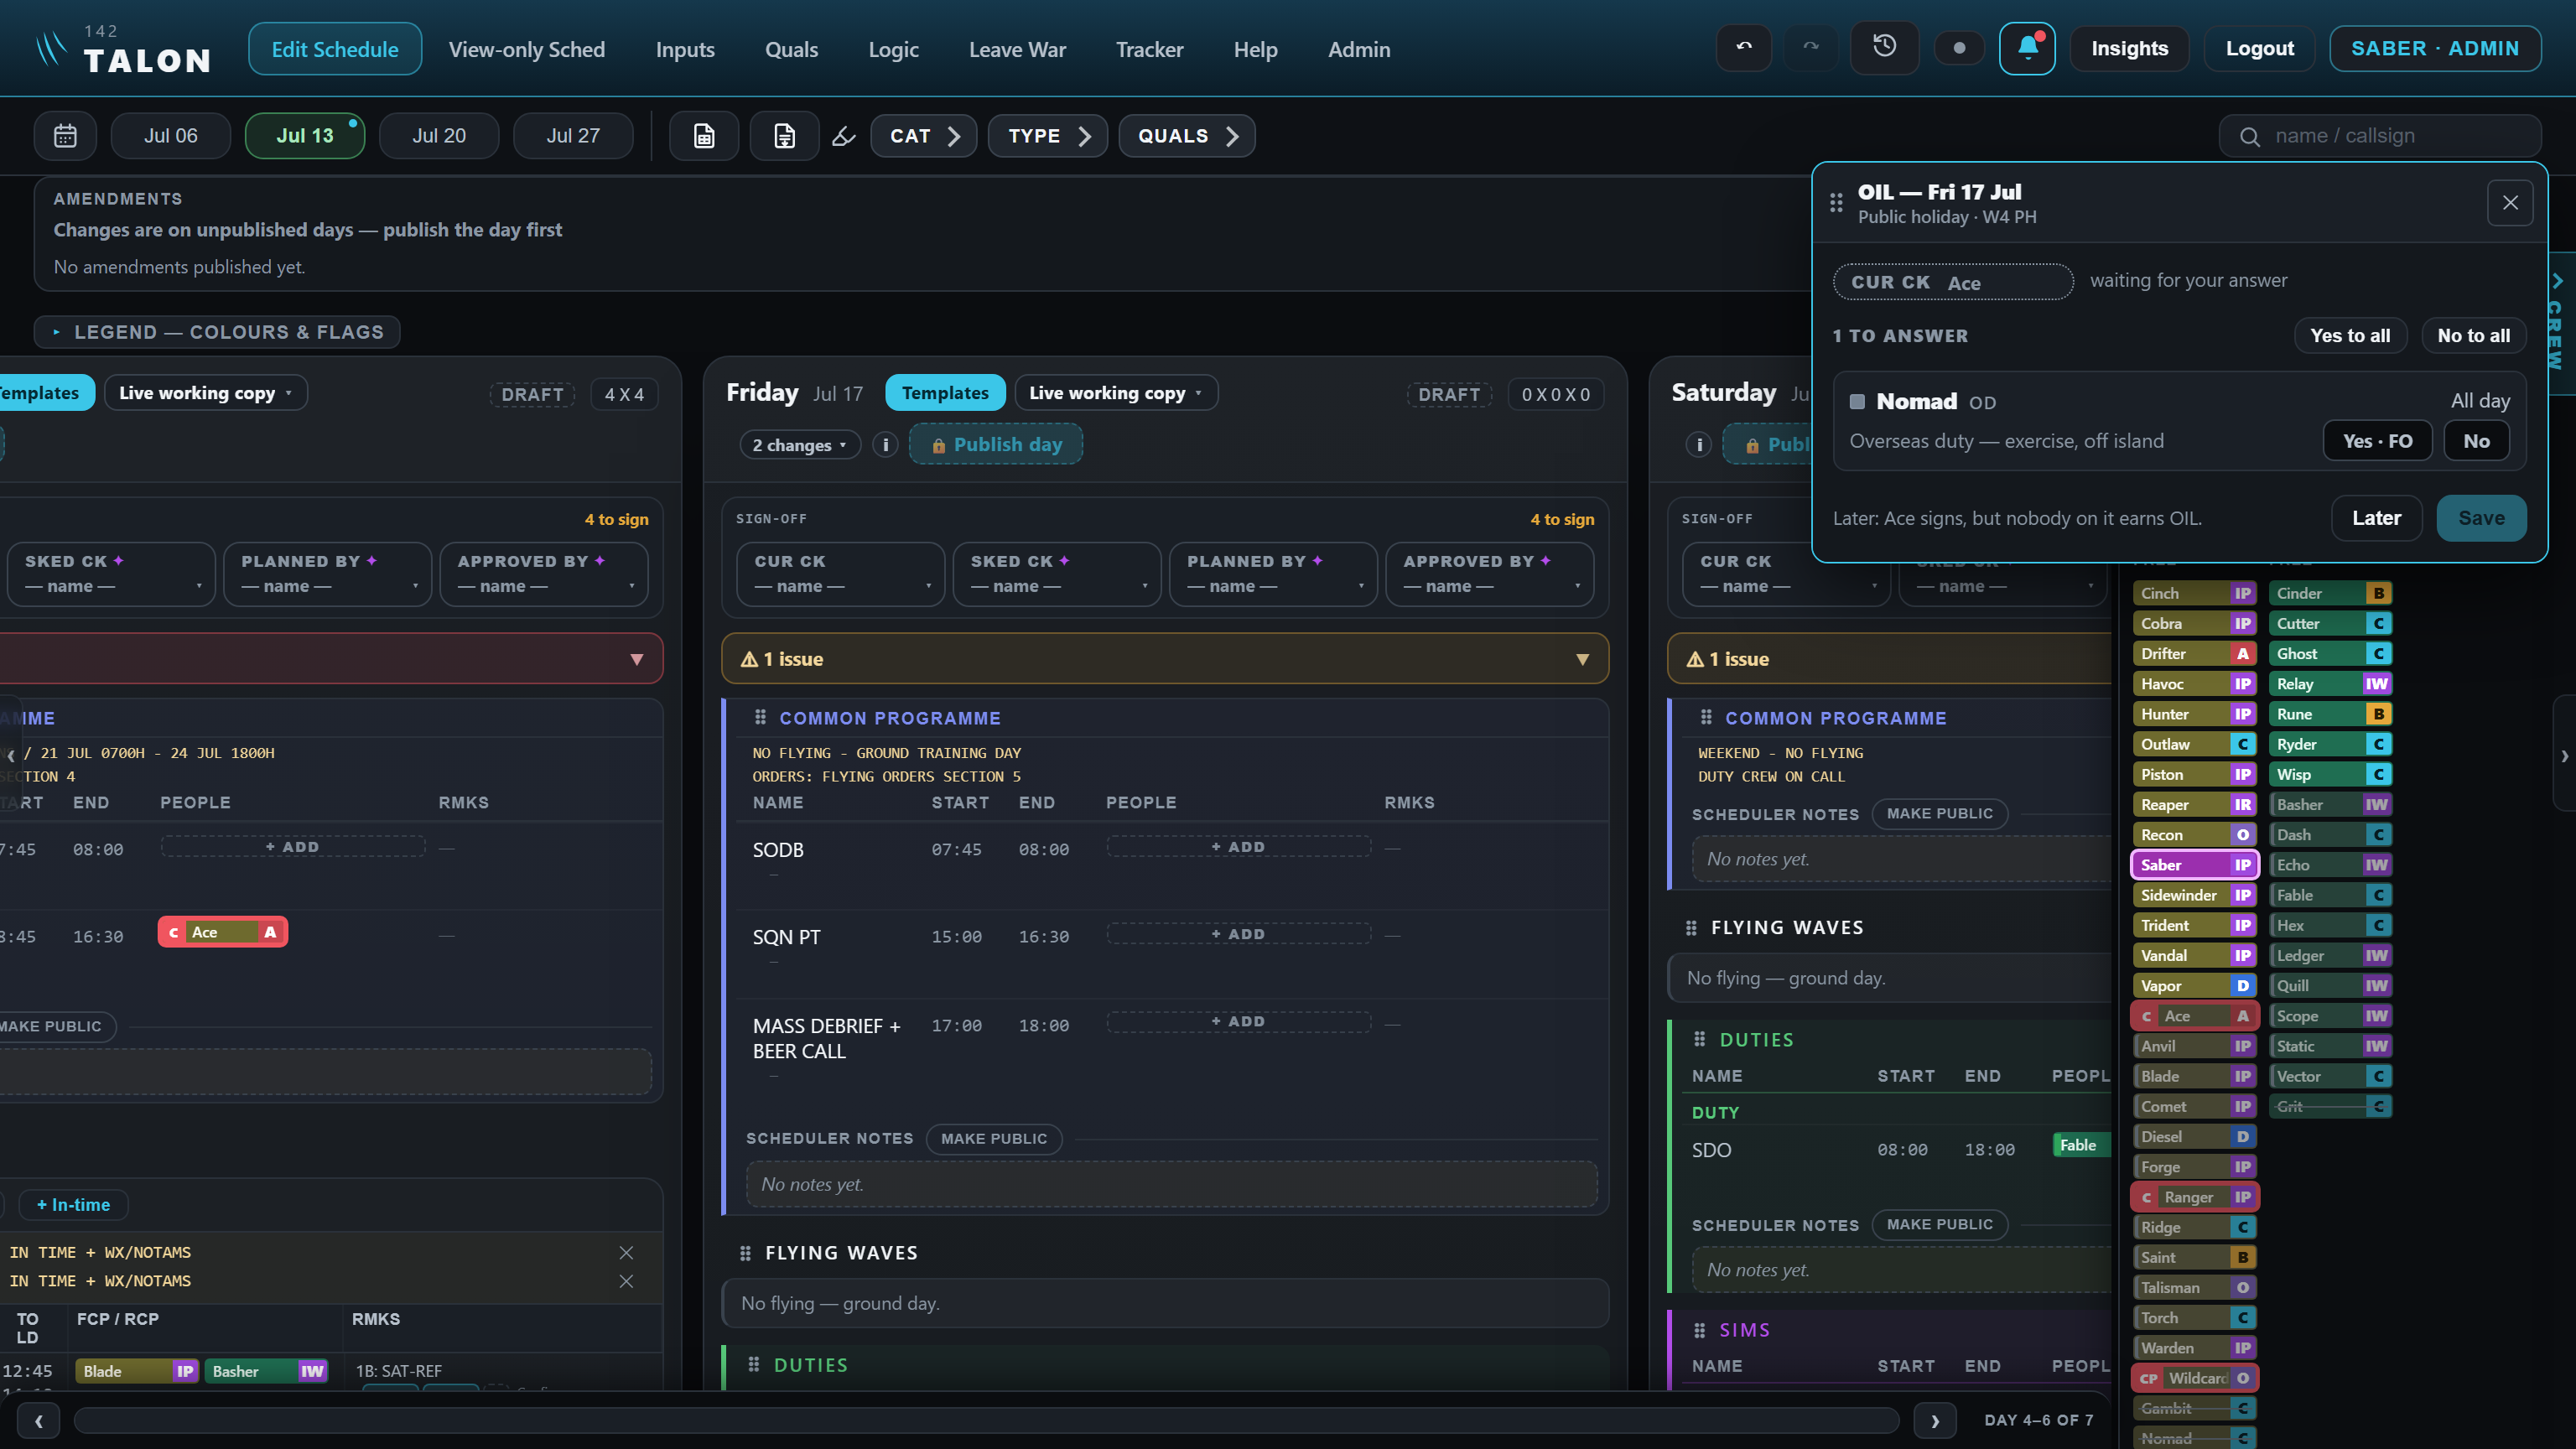 142
TALON
Edit Schedule
View-only Sched
Inputs
Quals
Logic
Leave War
Tracker
Help
Admin
Insights
Logout
SABER · ADMIN
Jul 06
Jul 13
Jul 20
Jul 27
CAT
TYPE
QUALS
name / callsign
AMENDMENTS
Changes are on unpublished days — publish the day first
No amendments published yet.
LEGEND — COLOURS & FLAGS
OIL — Fri 17 Jul
Public holiday · W4 PH
CUR CK Ace
waiting for your answer
1 TO ANSWER
Yes to all
No to all
Nomad OD
All day
Overseas duty — exercise, off island
Yes · FO
No
Later: Ace signs, but nobody on it earns OIL.
Later
Save
CREW
Templates
Live working copy
DRAFT
4 X 4
4 to sign
SKED CK
— name —
PLANNED BY
— name —
APPROVED BY
— name —
/ 21 JUL 0700H - 24 JUL 1800H
SECTION 4
START END PEOPLE RMKS
7:45 08:00 + ADD —
8:45 16:30 C Ace A —
MAKE PUBLIC
+ In-time
IN TIME + WX/NOTAMS
IN TIME + WX/NOTAMS
TO
LD
FCP / RCP
RMKS
12:45
Blade IP
Basher IW
1B: SAT-REF
Friday Jul 17
Templates
Live working copy
DRAFT
0 X 0 X 0
2 changes
i
Publish day
SIGN-OFF
4 to sign
CUR CK
— name —
SKED CK
— name —
PLANNED BY
— name —
APPROVED BY
— name —
1 issue
COMMON PROGRAMME
NO FLYING - GROUND TRAINING DAY
ORDERS: FLYING ORDERS SECTION 5
NAME START END PEOPLE RMKS
SODB 07:45 08:00 + ADD —
–
SQN PT 15:00 16:30 + ADD —
–
MASS DEBRIEF + 17:00 18:00 + ADD —
BEER CALL
–
SCHEDULER NOTES
MAKE PUBLIC
No notes yet.
FLYING WAVES
No flying — ground day.
DUTIES
Saturday
i
SIGN-OFF
CUR CK
— name —
— name —
1 issue
COMMON PROGRAMME
WEEKEND - NO FLYING
DUTY CREW ON CALL
SCHEDULER NOTES
MAKE PUBLIC
No notes yet.
FLYING WAVES
No flying — ground day.
DUTIES
NAME START END PEOPL
DUTY
SDO 08:00 18:00 Fable
SCHEDULER NOTES
MAKE PUBLIC
No notes yet.
SIMS
NAME START END PEOPL
Cinch IP
Cobra IP
Drifter A
Havoc IP
Hunter IP
Outlaw C
Piston IP
Reaper IR
Recon O
Saber IP
Sidewinder IP
Trident IP
Vandal IP
Vapor D
C Ace A
Anvil IP
Blade IP
Comet IP
Diesel D
Forge IP
C Ranger IP
Ridge C
Saint B
Talisman O
Torch C
Warden IP
CP Wildcard O
Gambit C
Nomad C
Cinder B
Cutter C
Ghost C
Relay IW
Rune B
Ryder C
Wisp C
Basher IW
Dash C
Echo IW
Fable C
Hex C
Ledger IW
Quill IW
Scope IW
Static IW
Vector C
Grit C
DAY 4–6 OF 7